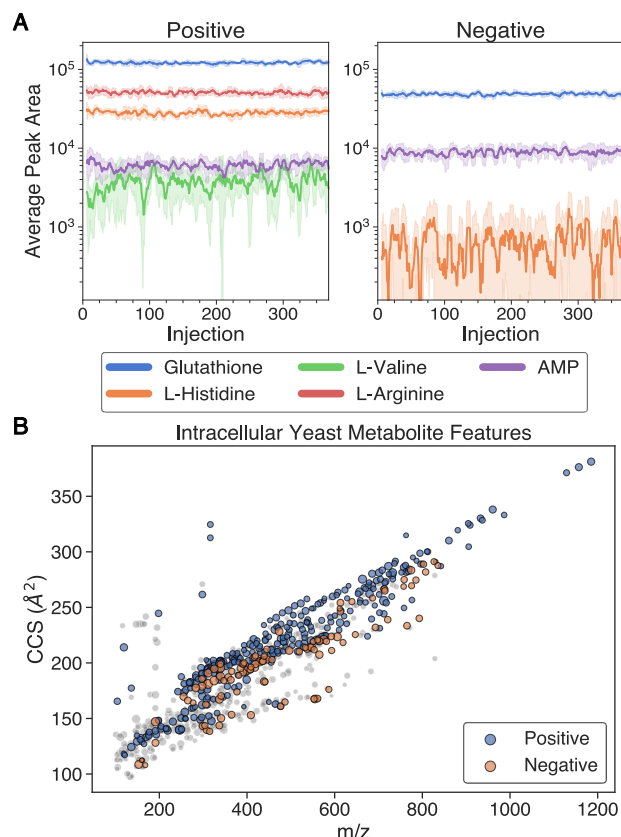 A
Positive
Negative
Average Peak Area
10^5
10^4
10^3
10^5
10^4
10^3
0 100 200 300
0 100 200 300
Injection
Injection
Glutathione L-Valine AMP
L-Histidine L-Arginine
B
Intracellular Yeast Metabolite Features
CCS (Å²)
350
300
250
200
150
100
Positive
Negative
200 400 600 800 1000 1200
m/z